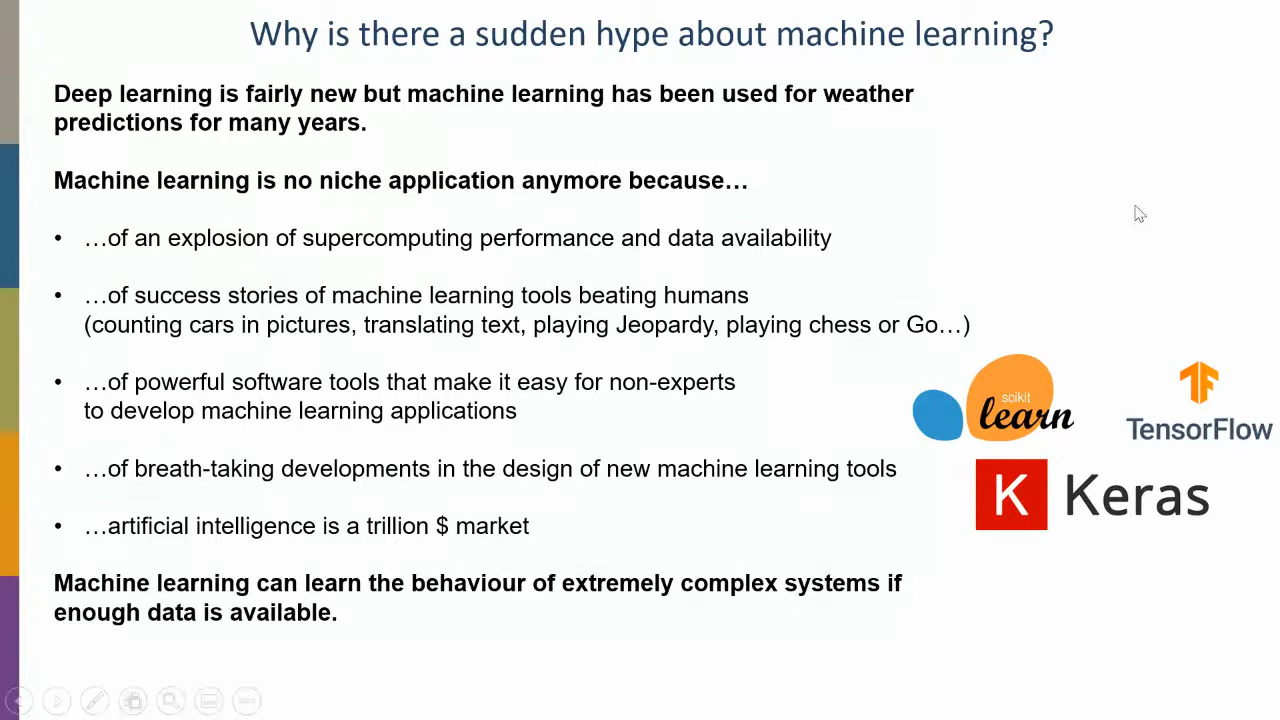 Why is there a sudden hype about machine learning?
Deep learning is fairly new but machine learning has been used for weather
predictions for many years.
Machine learning is no niche application anymore because…
• …of an explosion of supercomputing performance and data availability
• …of success stories of machine learning tools beating humans
(counting cars in pictures, translating text, playing Jeopardy, playing chess or Go…)
• …of powerful software tools that make it easy for non-experts
to develop machine learning applications
• …of breath-taking developments in the design of new machine learning tools
• …artificial intelligence is a trillion $ market
Machine learning can learn the behaviour of extremely complex systems if
enough data is available.
scikit
learn
TensorFlow
K Keras